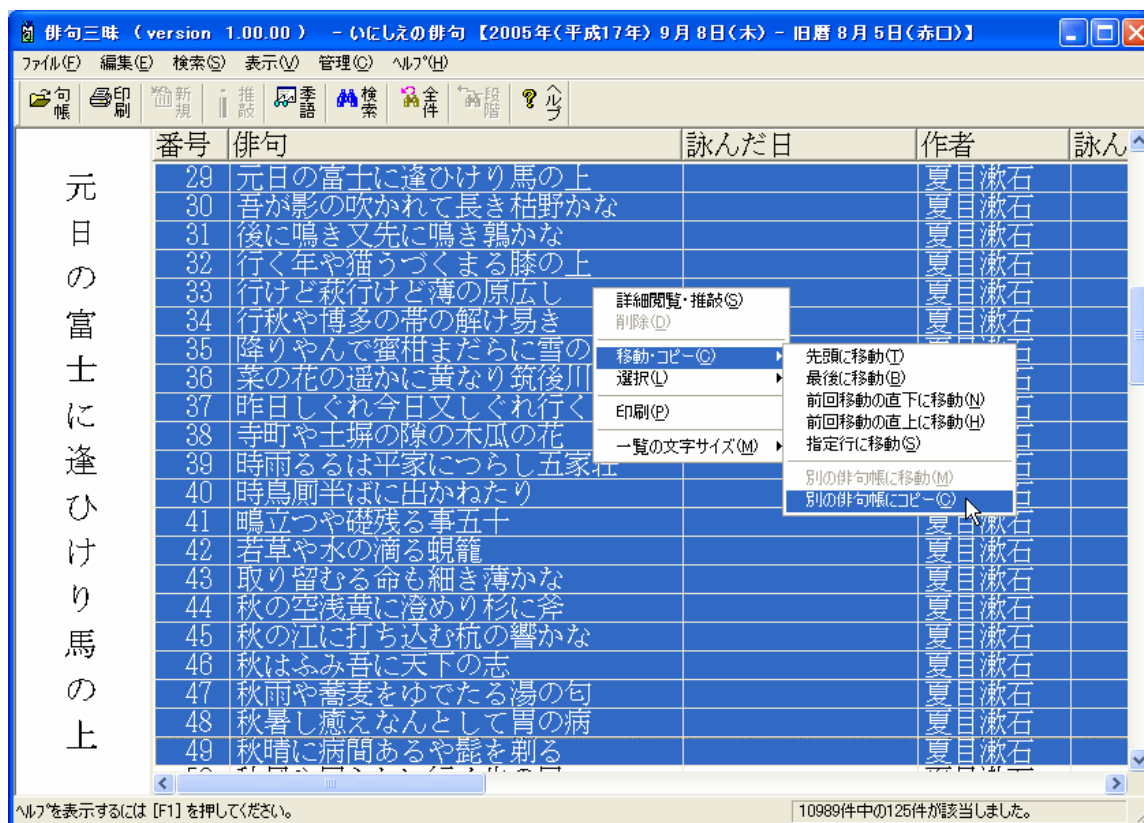 俳句三昧 （version 1.00.00） - いにしえの俳句 【2005年(平成17年) 9月 8日(木) - 旧暦 8月 5日(赤口)】
ファイル(F) 編集(E) 検索(S) 表示(V) 管理(C) ヘルプ(H)
句帳 印刷 新規 推敲 季語 検索 全件 段階 ヘルプ
元日の富士に逢ひけり馬の上
番号 俳句 詠んだ日 作者 詠ん
29 元日の富士に逢ひけり馬の上 夏目漱石
30 吾が影の吹かれて長き枯野かな 夏目漱石
31 後に鳴き又先に鳴き鶉かな 夏目漱石
32 行く年や猫うづくまる膝の上 夏目漱石
33 行けど萩行けど薄の原広し 夏目漱石
34 行秋や博多の帯の解け易き 夏目漱石
35 降りやんで蜜柑まだらに雪の
36 菜の花の遥かに黄なり筑後川
37 昨日しぐれ今日又しぐれ行く
38 寺町や土塀の隙の木瓜の花
39 時雨るるは平家につらし五家荘
40 時鳥厠半ばに出かねたり
41 鴫立つや礎残る事五十 夏目漱石
42 若草や水の滴る蜆籠 夏目漱石
43 取り留むる命も細き薄かな 夏目漱石
44 秋の空浅黄に澄めり杉に斧 夏目漱石
45 秋の江に打ち込む杭の響かな 夏目漱石
46 秋はふみ吾に天下の志 夏目漱石
47 秋雨や蕎麦をゆでたる湯の匂 夏目漱石
48 秋暑し癒えなんとして胃の病 夏目漱石
49 秋晴に病間あるや髭を剃る 夏目漱石
詳細閲覧・推敲(S)
削除(D)
移動・コピー(C)
選択(L)
印刷(P)
一覧の文字サイズ(M)
先頭に移動(T)
最後に移動(B)
前回移動の直下に移動(N)
前回移動の直上に移動(H)
指定行に移動(S)
別の俳句帳に移動(M)
別の俳句帳にコピー(C)
ヘルプを表示するには [F1] を押してください。
10989件中の125件が該当しました。